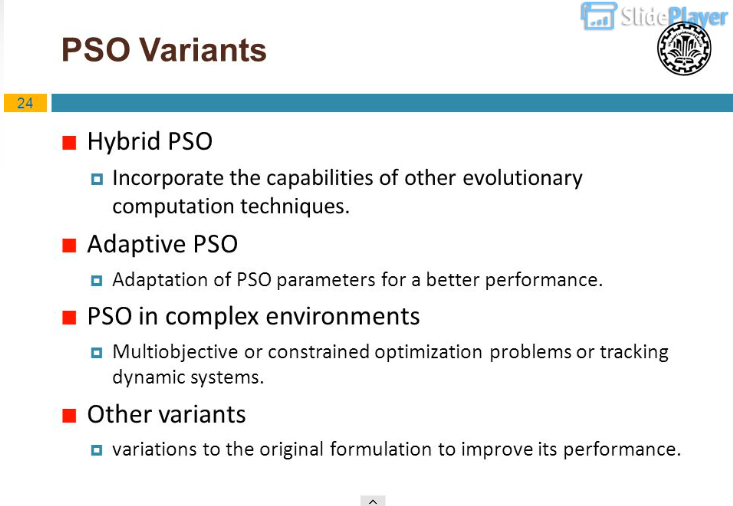 SlidePlayer
PSO Variants
24
Hybrid PSO
Incorporate the capabilities of other evolutionary
computation techniques.
Adaptive PSO
Adaptation of PSO parameters for a better performance.
PSO in complex environments
Multiobjective or constrained optimization problems or tracking
dynamic systems.
Other variants
variations to the original formulation to improve its performance.